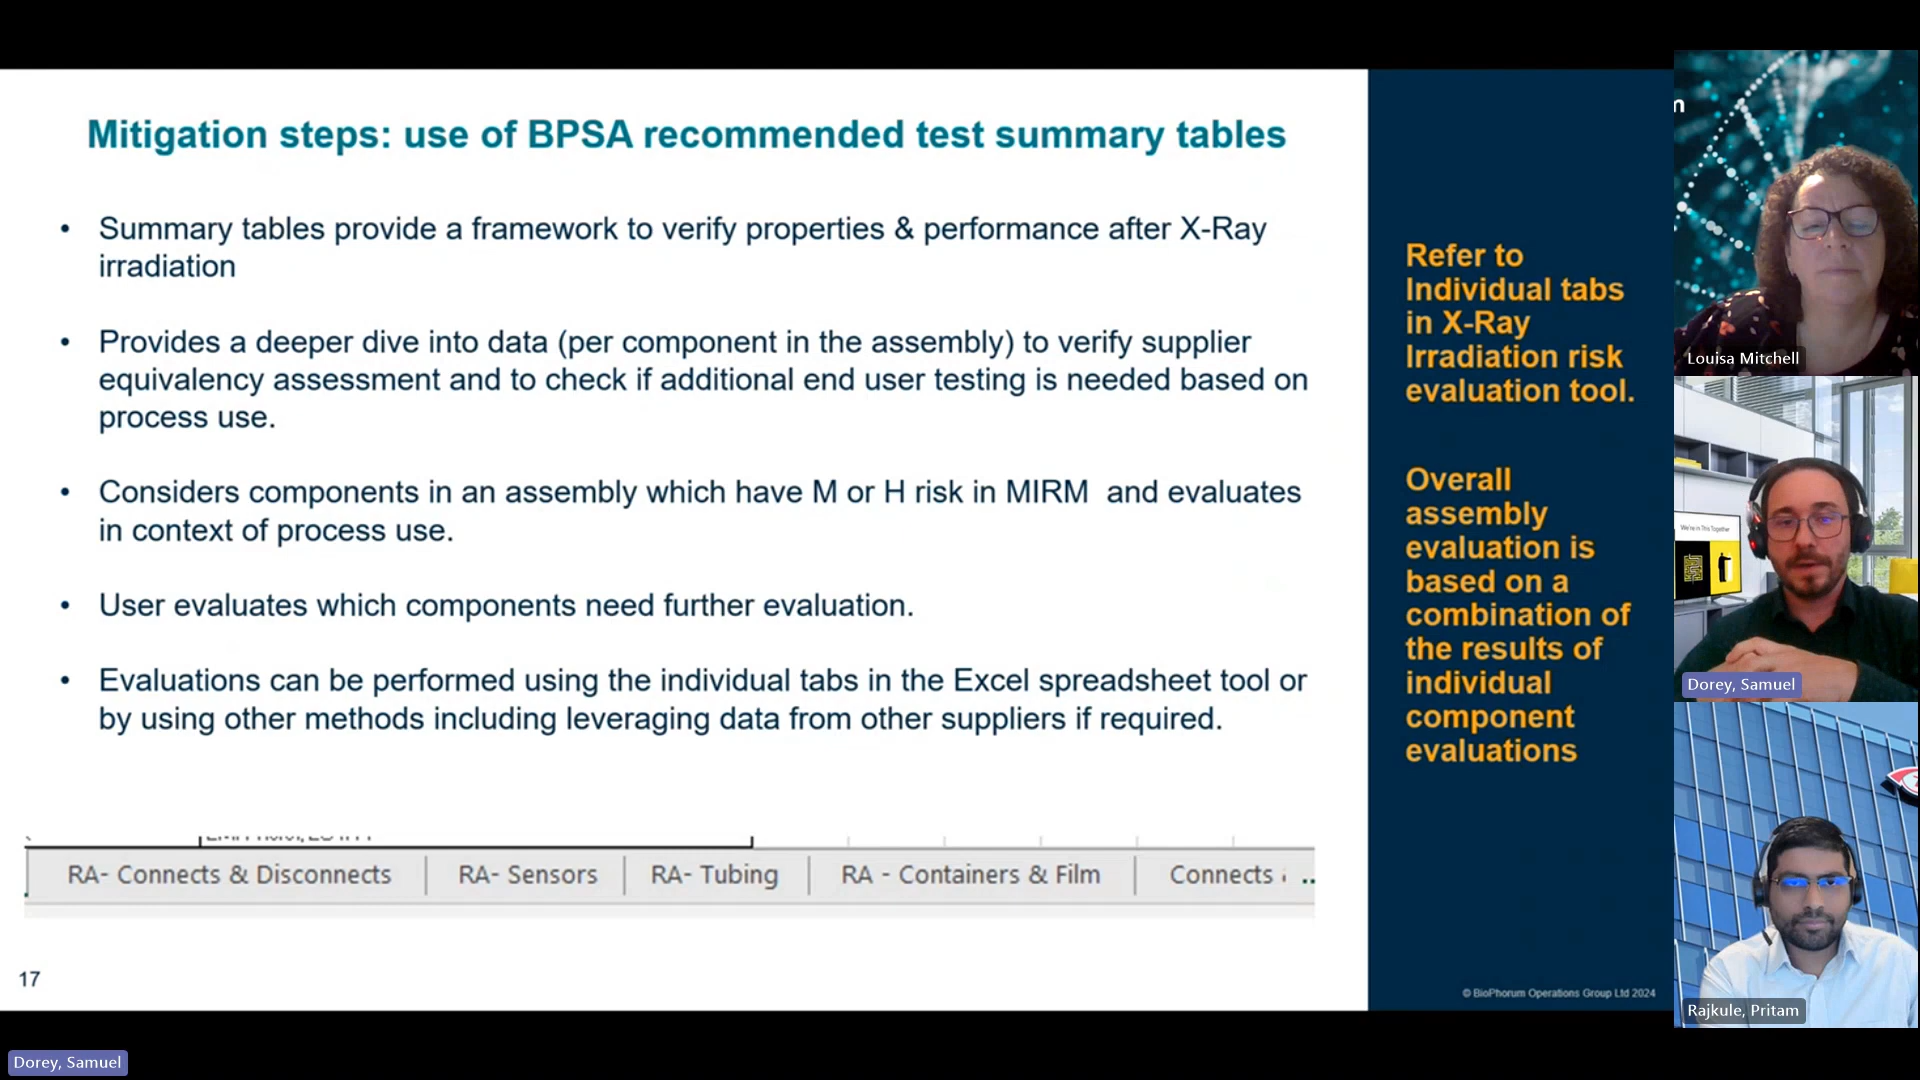 Mitigation steps: use of BPSA recommended test summary tables
• Summary tables provide a framework to verify properties & performance after X-Ray
irradiation
• Provides a deeper dive into data (per component in the assembly) to verify supplier
equivalency assessment and to check if additional end user testing is needed based on
process use.
• Considers components in an assembly which have M or H risk in MIRM and evaluates
in context of process use.
• User evaluates which components need further evaluation.
• Evaluations can be performed using the individual tabs in the Excel spreadsheet tool or
by using other methods including leveraging data from other suppliers if required.
RA- Connects & Disconnects
RA- Sensors
RA- Tubing
RA - Containers & Film
Connects
17
Refer to
Individual tabs
in X-Ray
Irradiation risk
evaluation tool.
Overall
assembly
evaluation is
based on a
combination of
the results of
individual
component
evaluations
© BioPhorum Operations Group Ltd 2024
Louisa Mitchell
We're in This Together
Dorey, Samuel
Rajkule, Pritam
Dorey, Samuel